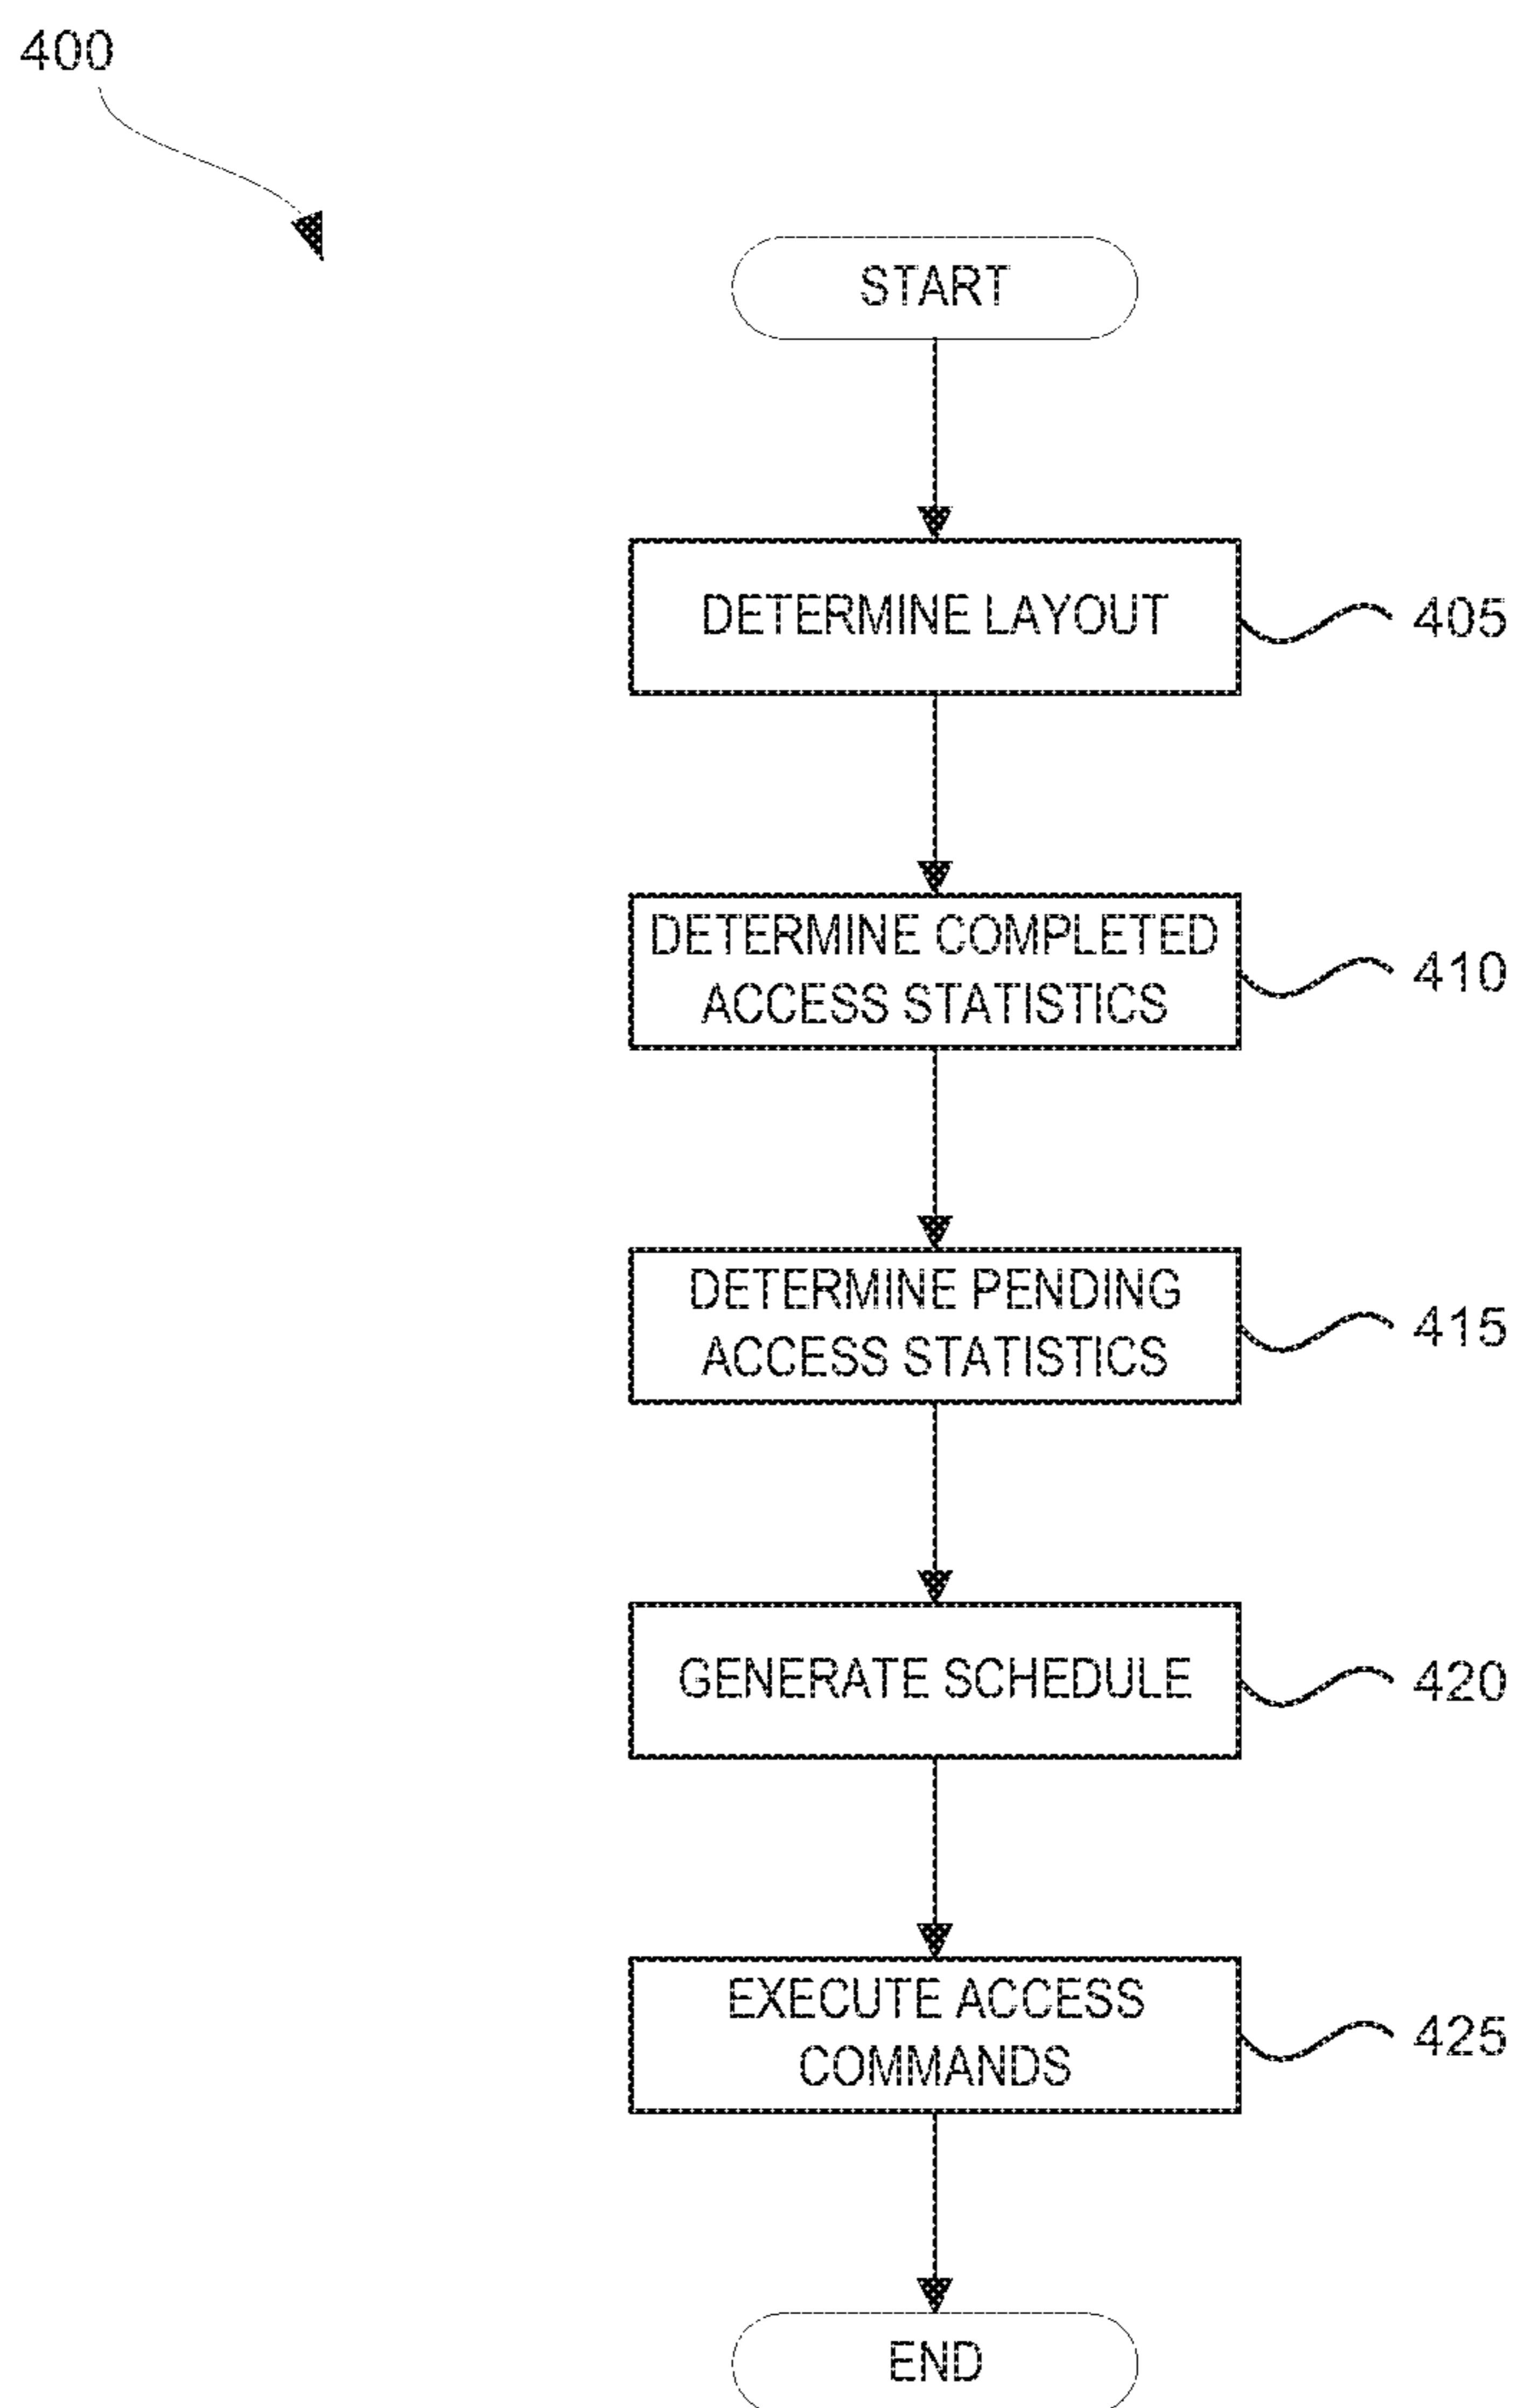 400
START
DETERMINE LAYOUT
405
DETERMINE COMPLETED
ACCESS STATISTICS
410
DETERMINE PENDING
ACCESS STATISTICS
415
GENERATE SCHEDULE
420
EXECUTE ACCESS
COMMANDS
425
END